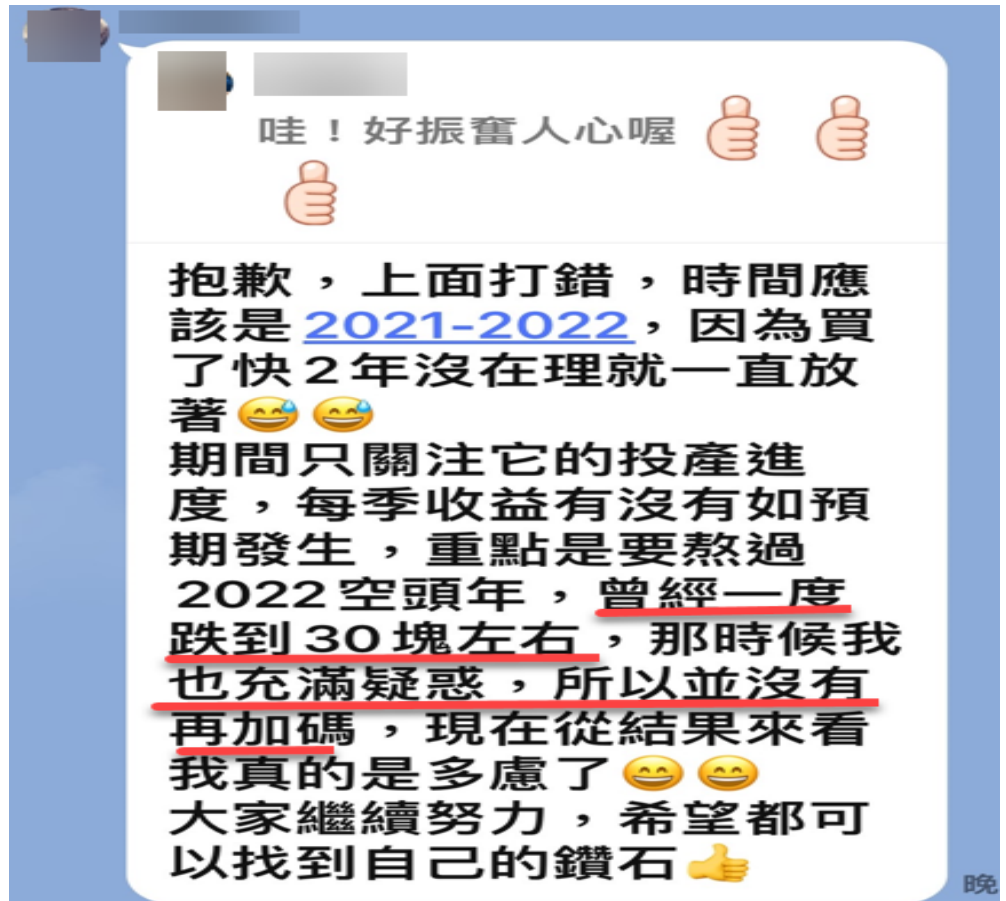 哇！好振奮人心喔👍🏻 👍🏻
👍🏻
抱歉，上面打錯，時間應
該是2021-2022，因為買
了快2年沒在理就一直放
著😅😅
期間只關注它的投產進
度，每季收益有沒有如預
期發生，重點是要熬過
2022空頭年，曾經一度
跌到30塊左右，那時候我
也充滿疑惑，所以並沒有
再加碼，現在從結果來看
我真的是多慮了😄😄
大家繼續努力，希望都可
以找到自己的鑽石👍
晚